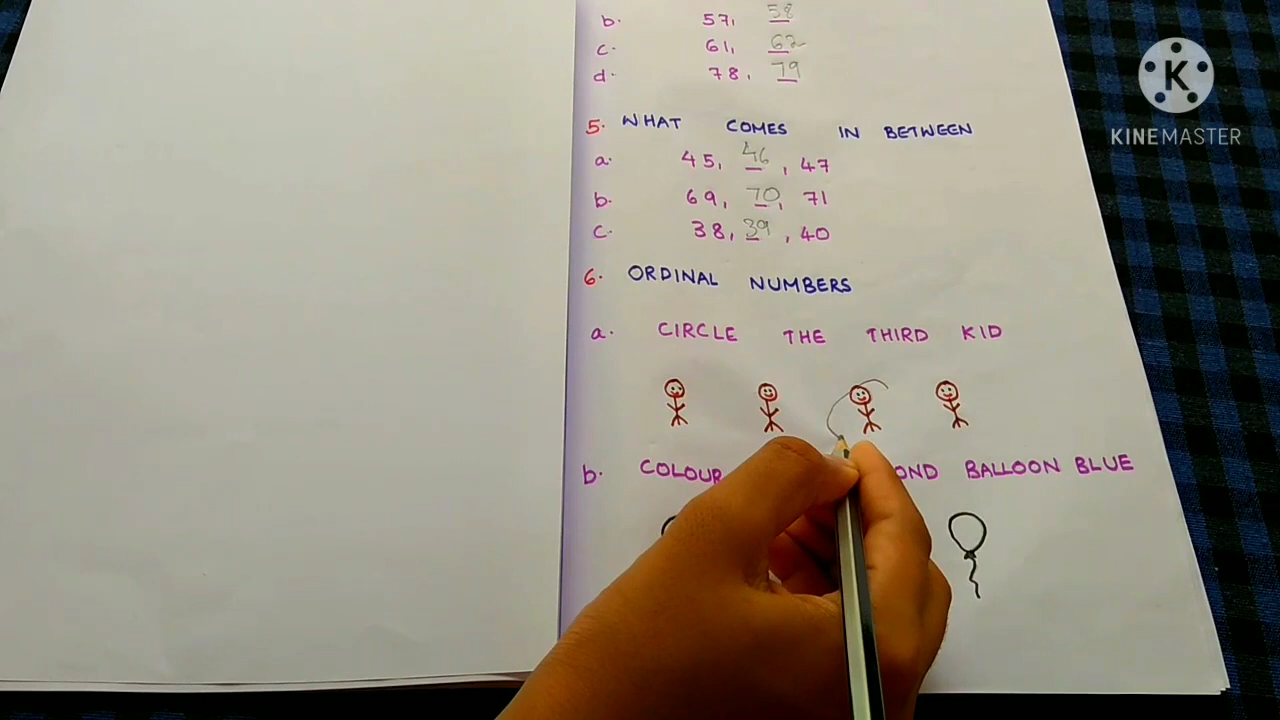 b. 57, 58
c. 61, 62
d. 78, 79
5. WHAT COMES IN BETWEEN
a. 45, 46, 47
b. 69, 70, 71
c. 38, 39, 40
6. ORDINAL NUMBERS
a. CIRCLE THE THIRD KID
b. COLOUR OND BALLOON BLUE
K
KINEMASTER